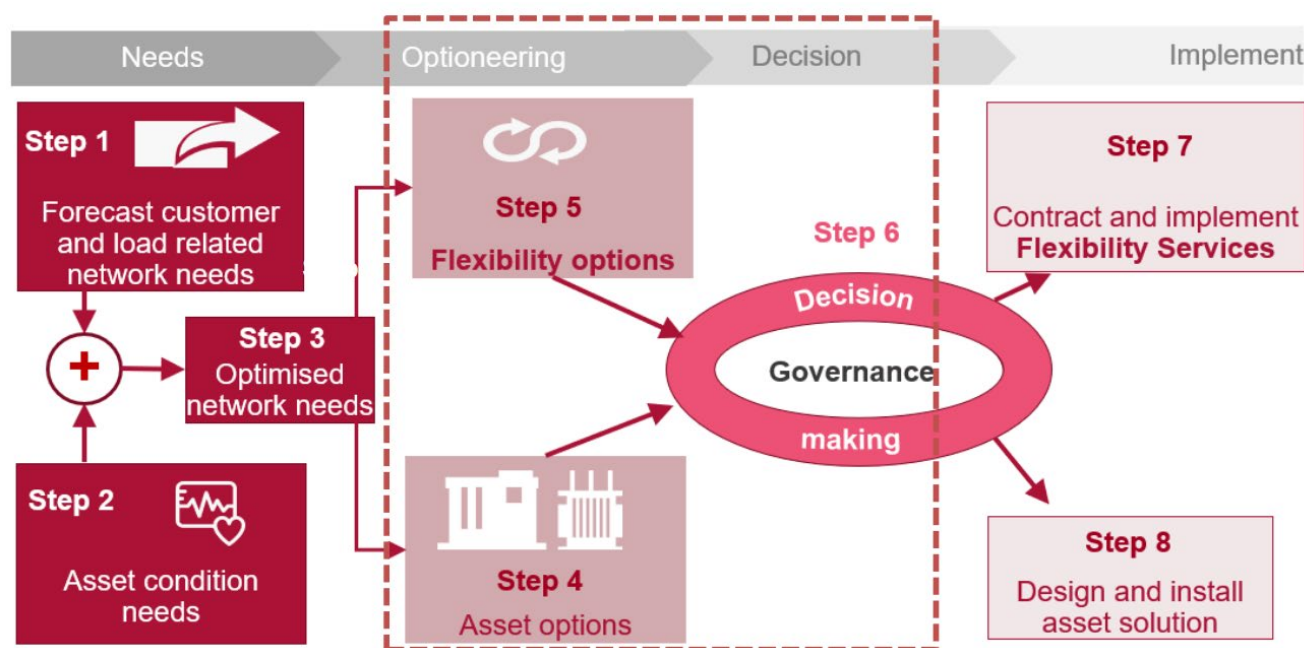 Needs
Optioneering
Decision
Implement
Step 1
Forecast customer
and load related
network needs
+
Step 2
Asset condition
needs
Step 3
Optimised
network needs
Step 5
Flexibility options
Step 4
Asset options
Step 6
Decision
Governance
making
Step 7
Contract and implement
Flexibility Services
Step 8
Design and install
asset solution